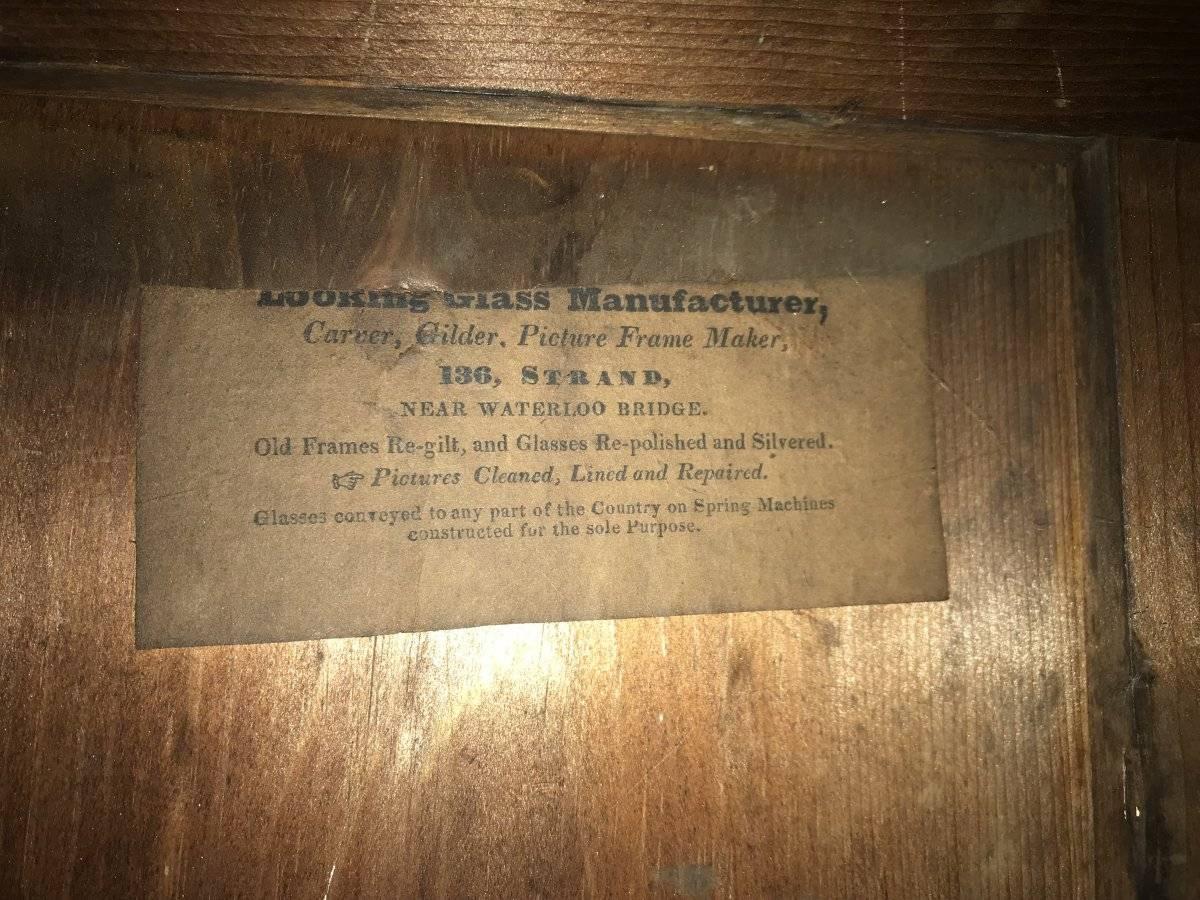 Looking Glass Manufacturer,
Carver, Gilder, Picture Frame Maker,
136, STRAND,
NEAR WATERLOO BRIDGE.
Old Frames Re-gilt, and Glasses Re-polished and Silvered.
☞ Pictures Cleaned, Lined and Repaired.
Glasses conveyed to any part of the Country on Spring Machines
constructed for the sole Purpose.